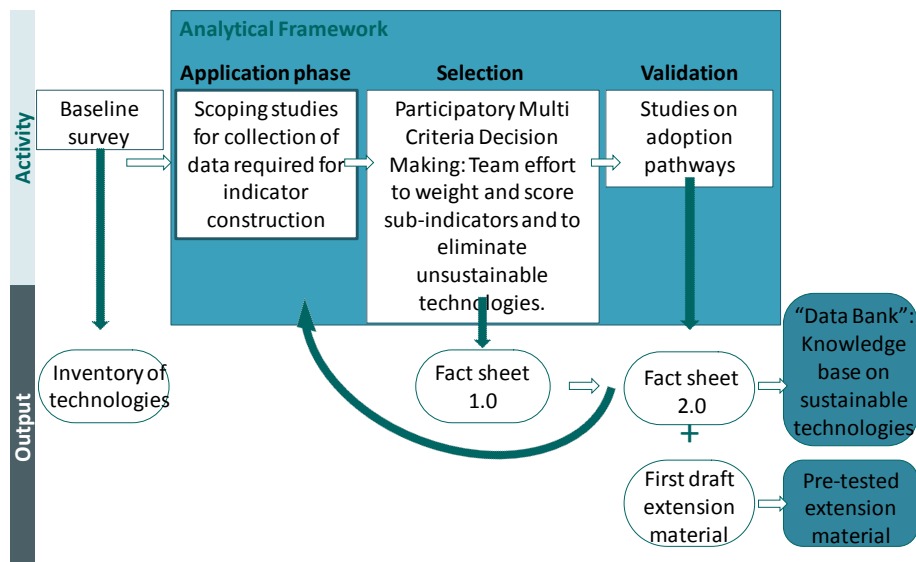 Analytical Framework
Activity
Application phase
Selection
Validation
Baseline
survey
Scoping studies
for collection of
data required for
indicator
construction
Participatory Multi
Criteria Decision
Making: Team effort
to weight and score
sub-indicators and to
eliminate
unsustainable
technologies.
Studies on
adoption
pathways
Output
Inventory of
technologies
Fact sheet
1.0
Fact sheet
2.0
+
"Data Bank":
Knowledge
base on
sustainable
technologies
First draft
extension
material
Pre-tested
extension
material